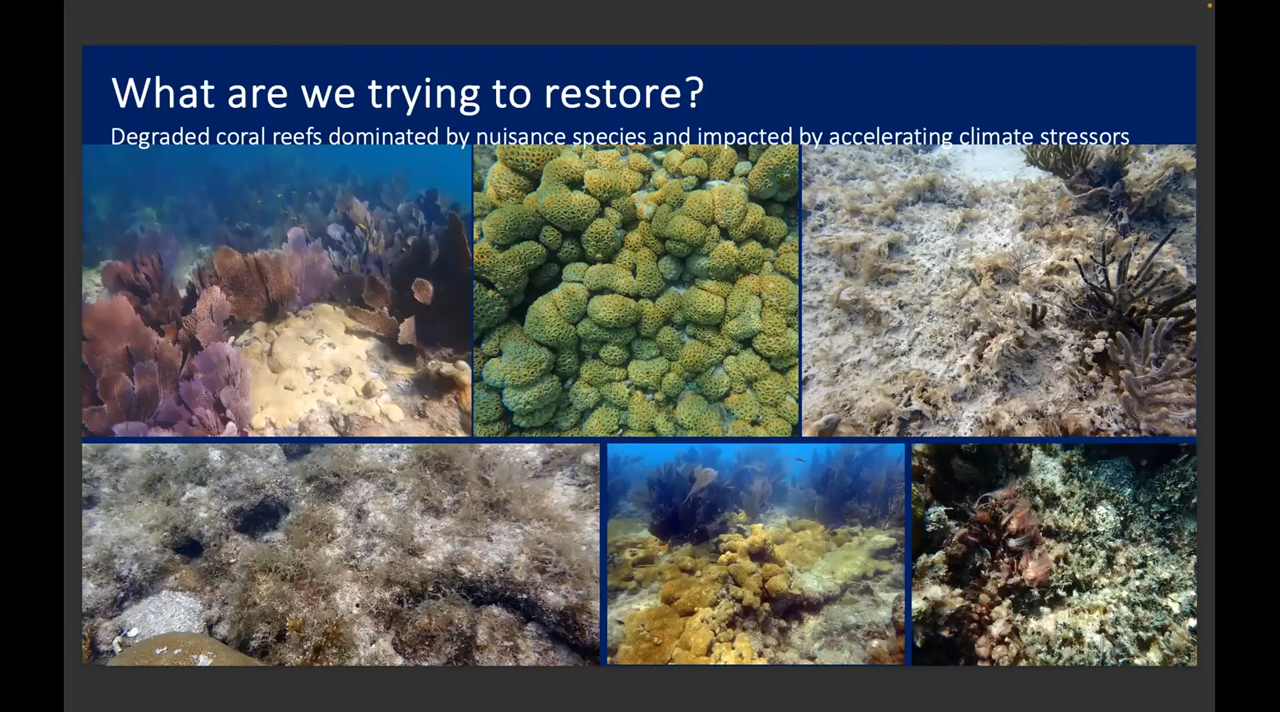 What are we trying to restore?
Degraded coral reefs dominated by nuisance species and impacted by accelerating climate stressors